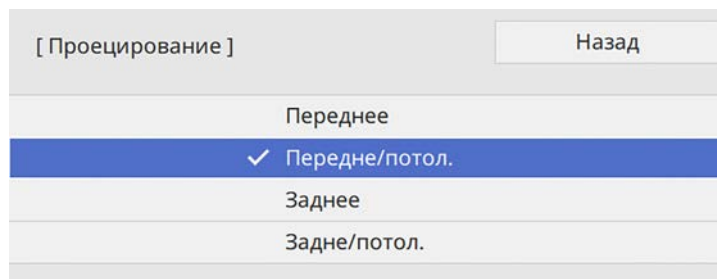 [ Проецирование ]
Назад
Переднее
Передне/потол.
Заднее
Задне/потол.